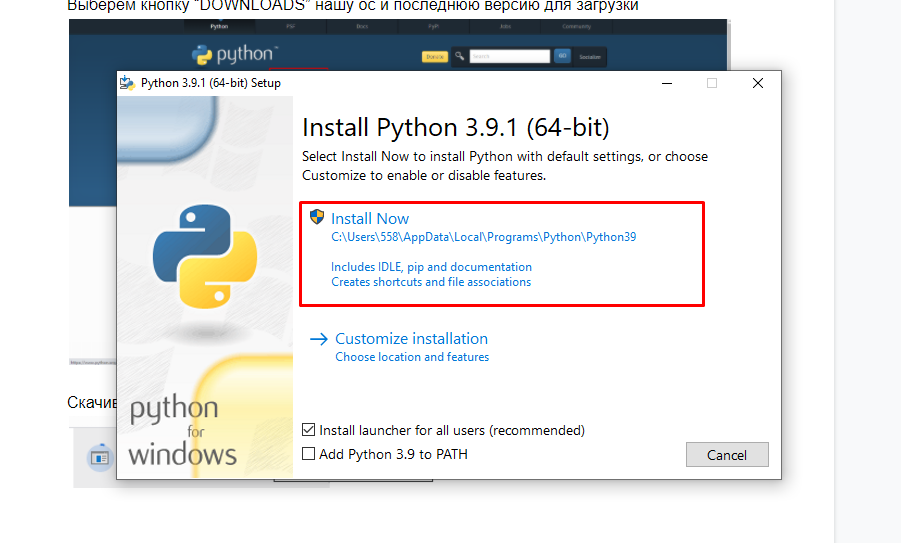 Выберем кнопку “DOWNLOADS” нашу ос и последнюю версию для загрузки
Python
PSF
Docs
PyPI
Jobs
Community
python
Donate
Search
GO
Socialize
Python 3.9.1 (64-bit) Setup
Install Python 3.9.1 (64-bit)
Select Install Now to install Python with default settings, or choose
Customize to enable or disable features.
Install Now
C:\Users\558\AppData\Local\Programs\Python\Python39
Includes IDLE, pip and documentation
Creates shortcuts and file associations
Customize installation
Choose location and features
Скачив
python
for
windows
Install launcher for all users (recommended)
Add Python 3.9 to PATH
Cancel